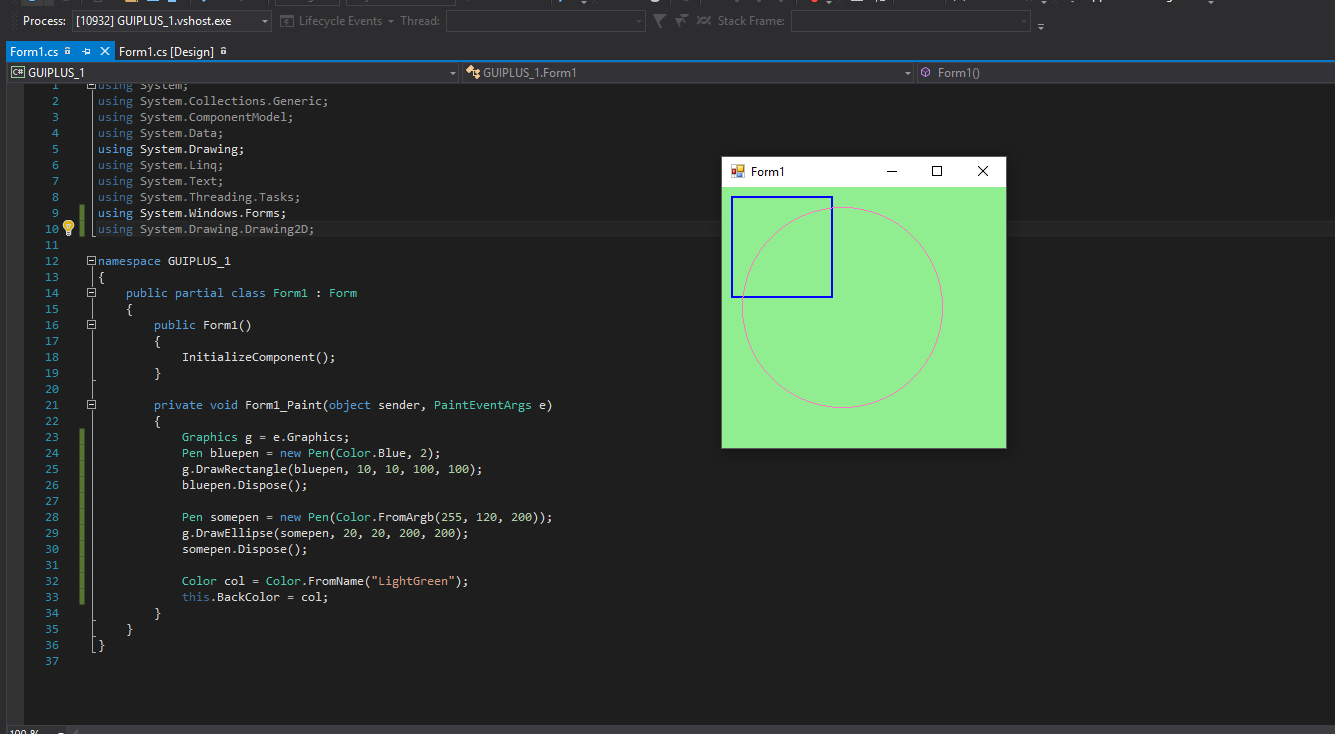 Process: [10932] GUIPLUS_1.vshost.exe Lifecycle Events Thread: Stack Frame:
Form1.cs Form1.cs [Design]
C# GUIPLUS_1 GUIPLUS_1.Form1 Form1()
1 using System;
2 using System.Collections.Generic;
3 using System.ComponentModel;
4 using System.Data;
5 using System.Drawing;
6 using System.Linq;
7 using System.Text;
8 using System.Threading.Tasks;
9 using System.Windows.Forms;
10 using System.Drawing.Drawing2D;
11
12 namespace GUIPLUS_1
13 {
14 public partial class Form1 : Form
15 {
16 public Form1()
17 {
18 InitializeComponent();
19 }
20
21 private void Form1_Paint(object sender, PaintEventArgs e)
22 {
23 Graphics g = e.Graphics;
24 Pen bluepen = new Pen(Color.Blue, 2);
25 g.DrawRectangle(bluepen, 10, 10, 100, 100);
26 bluepen.Dispose();
27
28 Pen somepen = new Pen(Color.FromArgb(255, 120, 200));
29 g.DrawEllipse(somepen, 20, 20, 200, 200);
30 somepen.Dispose();
31
32 Color col = Color.FromName("LightGreen");
33 this.BackColor = col;
34 }
35 }
36 }
37
Form1
100 %